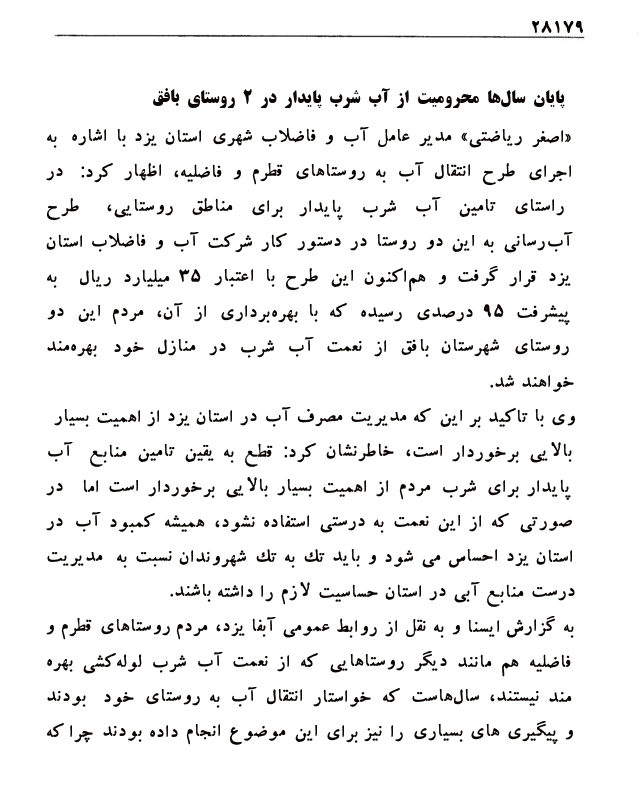 ۲۸۱۷۹
پایان سال‌ها محرومیت از آب شرب پایدار در ۲ روستای بافق
«اصغر ریاضتی» مدیر عامل آب و فاضلاب شهری استان یزد با اشاره به
اجرای طرح انتقال آب به روستاهای قطرم و فاضلیه، اظهار کرد: در
راستای تامین آب شرب پایدار برای مناطق روستایی، طرح
آب‌رسانی به این دو روستا در دستور کار شرکت آب و فاضلاب استان
یزد قرار گرفت و هم‌اکنون این طرح با اعتبار ۳۵ میلیارد ریال به
پیشرفت ۹۵ درصدی رسیده که با بهره‌برداری از آن، مردم این دو
روستای شهرستان بافق از نعمت آب شرب در منازل خود بهره‌مند
خواهند شد.
وی با تاکید بر این که مدیریت مصرف آب در استان یزد از اهمیت بسیار
بالایی برخوردار است، خاطرنشان کرد: قطع به یقین تامین منابع آب
پایدار برای شرب مردم از اهمیت بسیار بالایی برخوردار است اما در
صورتی که از این نعمت به درستی استفاده نشود، همیشه کمبود آب در
استان یزد احساس می شود و باید تك به تك شهروندان نسبت به مدیریت
درست منابع آبی در استان حساسیت لازم را داشته باشند.
به گزارش ایسنا و به نقل از روابط عمومی آبفا یزد، مردم روستاهای قطرم و
فاضلیه هم مانند دیگر روستاهایی که از نعمت آب شرب لوله‌کشی بهره
مند نیستند، سال‌هاست که خواستار انتقال آب به روستای خود بودند
و پیگیری های بسیاری را نیز برای این موضوع انجام داده بودند چرا که